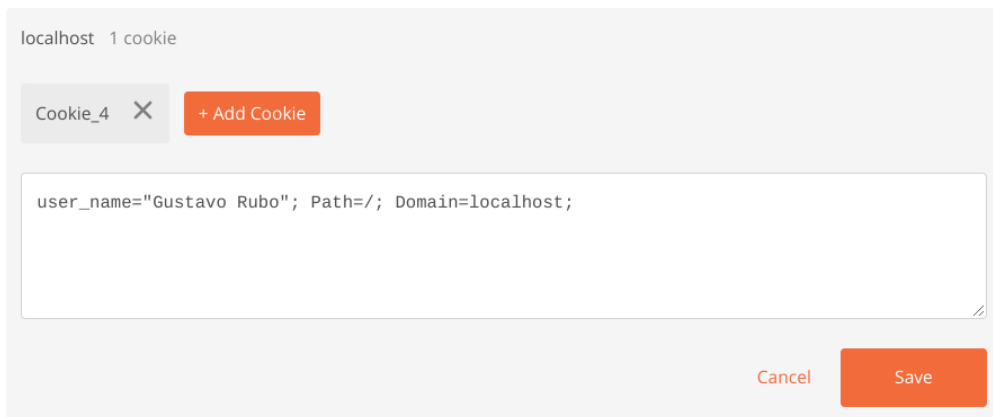 localhost 1 cookie
Cookie_4 + Add Cookie
user_name="Gustavo Rubo"; Path=/; Domain=localhost;
Cancel Save